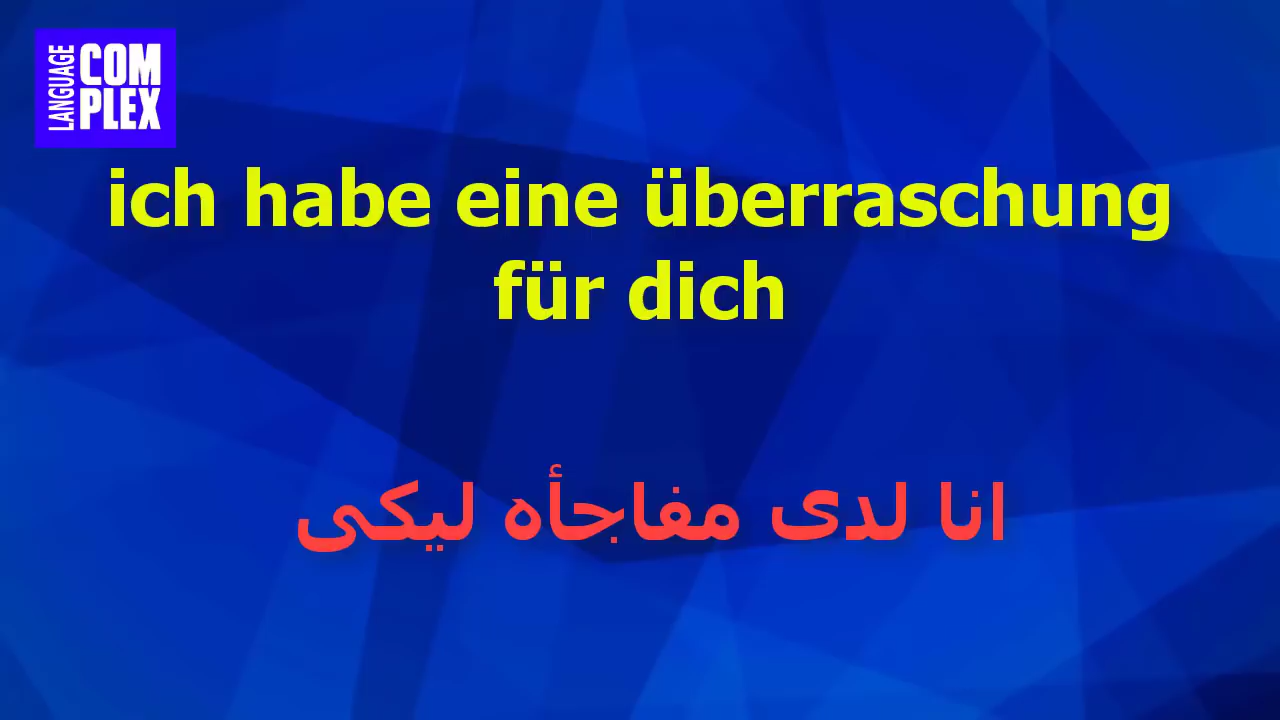 LANGUAGE
COM
PLEX
ich habe eine überraschung
für dich
انا لدى مفاجأه ليكى